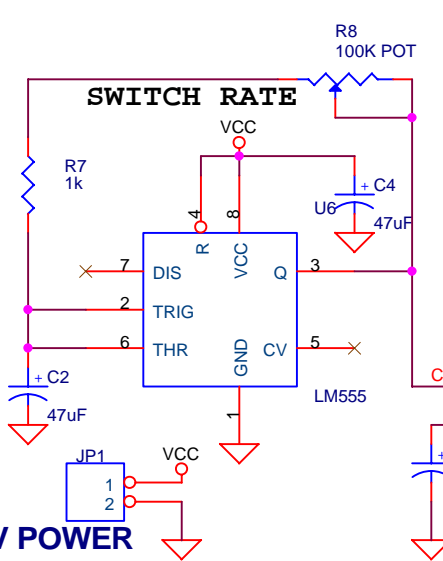 R8
100K POT
SWITCH RATE
VCC
R7
1k
+ C4
U6
47uF
4
8
R
VCC
7
DIS
Q
3
2
TRIG
6
THR
GND
CV
5
+ C2
47uF
1
LM555
C
+
JP1
VCC
1
2
V POWER